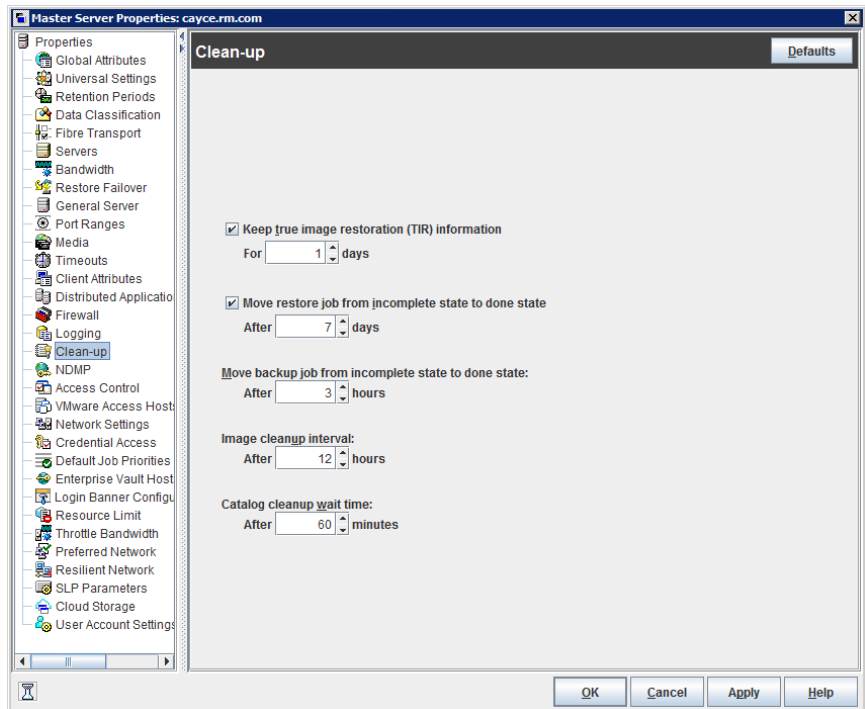 Master Server Properties: cayce.rm.com
Properties
Global Attributes
Universal Settings
Retention Periods
Data Classification
Fibre Transport
Servers
Bandwidth
Restore Failover
General Server
Port Ranges
Media
Timeouts
Client Attributes
Distributed Applicatio
Firewall
Logging
Clean-up
NDMP
Access Control
VMware Access Hosts
Network Settings
Credential Access
Default Job Priorities
Enterprise Vault Host
Login Banner Configu
Resource Limit
Throttle Bandwidth
Preferred Network
Resilient Network
SLP Parameters
Cloud Storage
User Account Settings
Clean-up
Defaults
Keep true image restoration (TIR) information
For 1 days
Move restore job from incomplete state to done state
After 7 days
Move backup job from incomplete state to done state:
After 3 hours
Image cleanup interval:
After 12 hours
Catalog cleanup wait time:
After 60 minutes
OK Cancel Apply Help